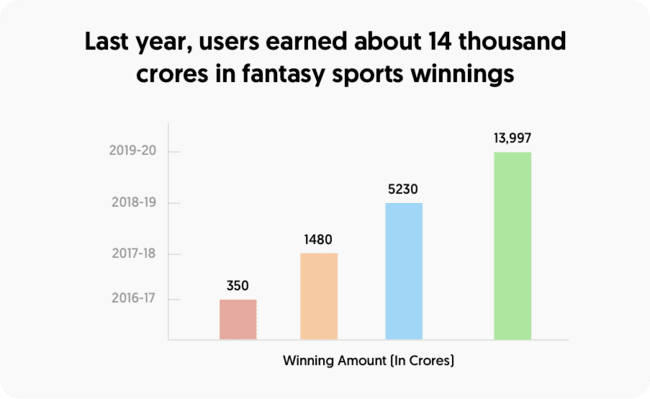 Last year, users earned about 14 thousand
crores in fantasy sports winnings
13,997
2019-20
5230
2018-19
1480
2017-18
350
2016-17
Winning Amount (In Crores)